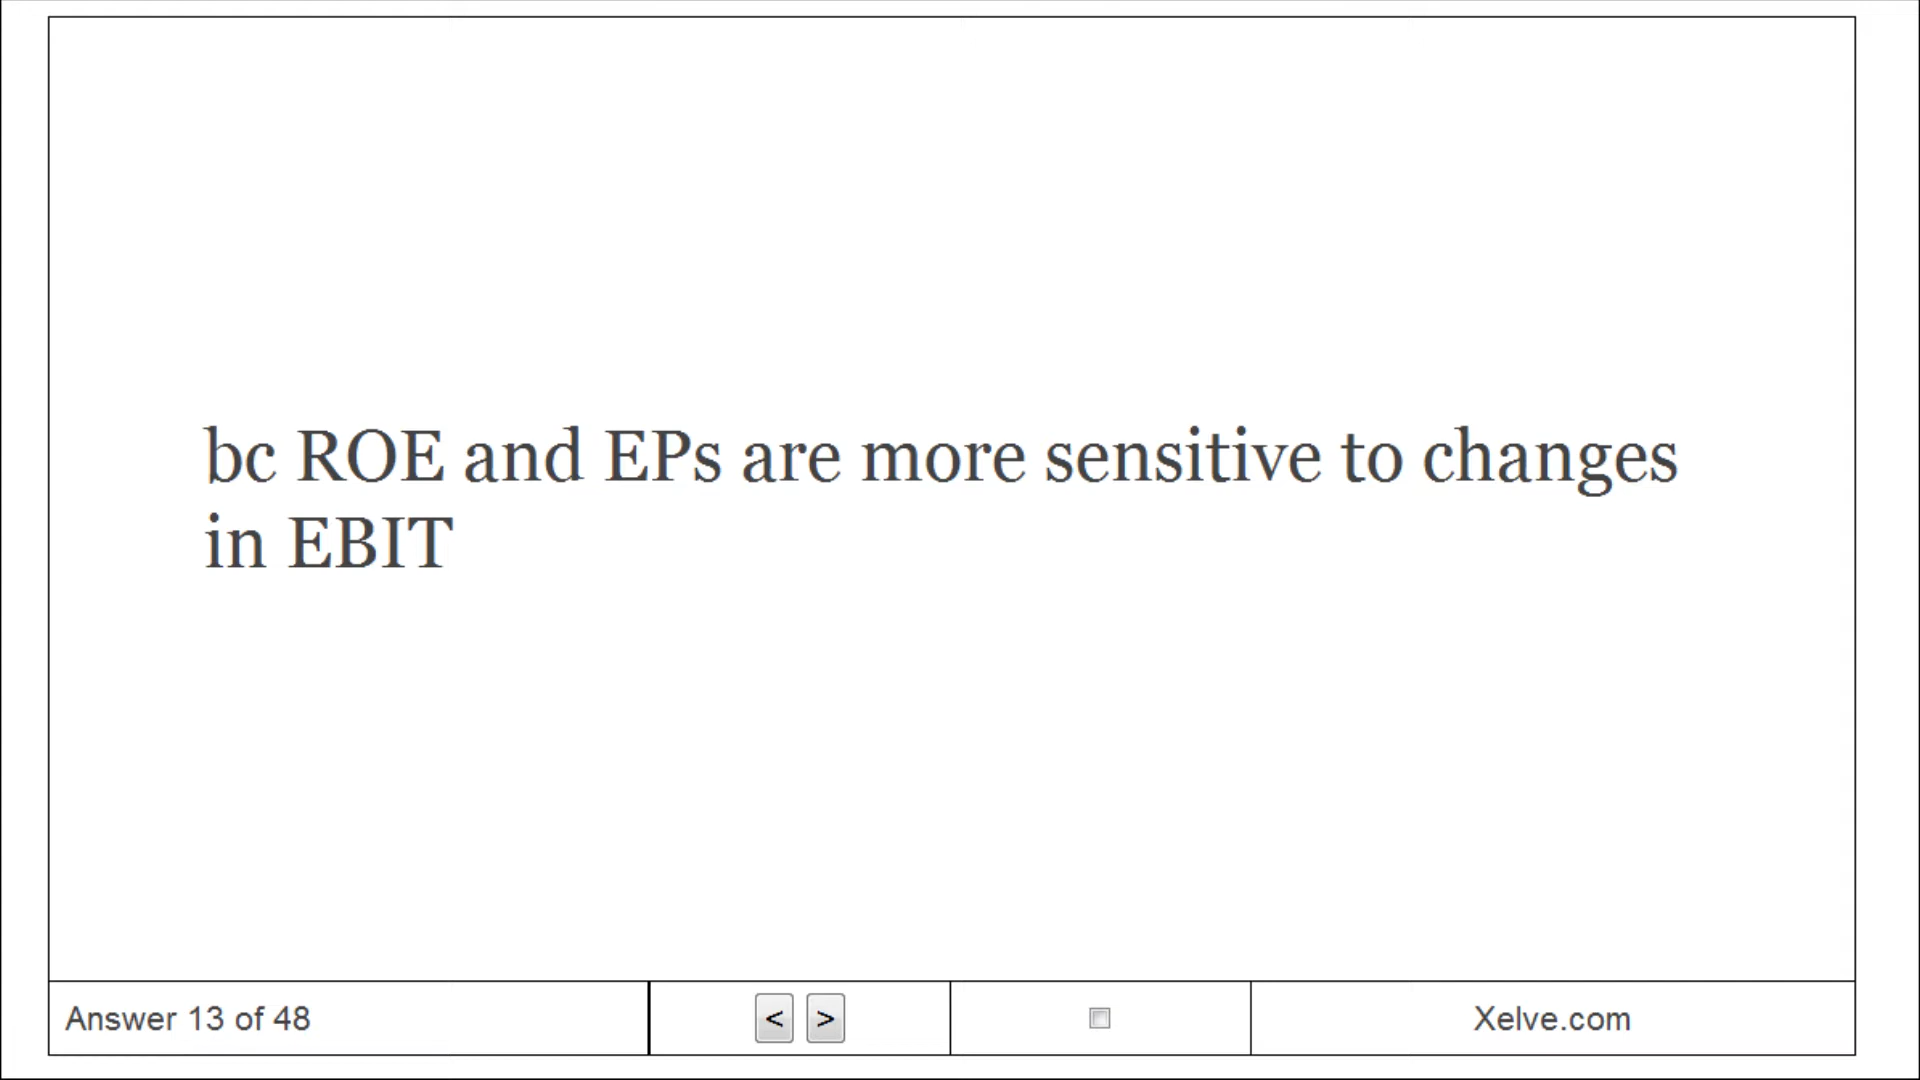 bc ROE and EPs are more sensitive to changes
in EBIT
Answer 13 of 48
< >
Xelve.com